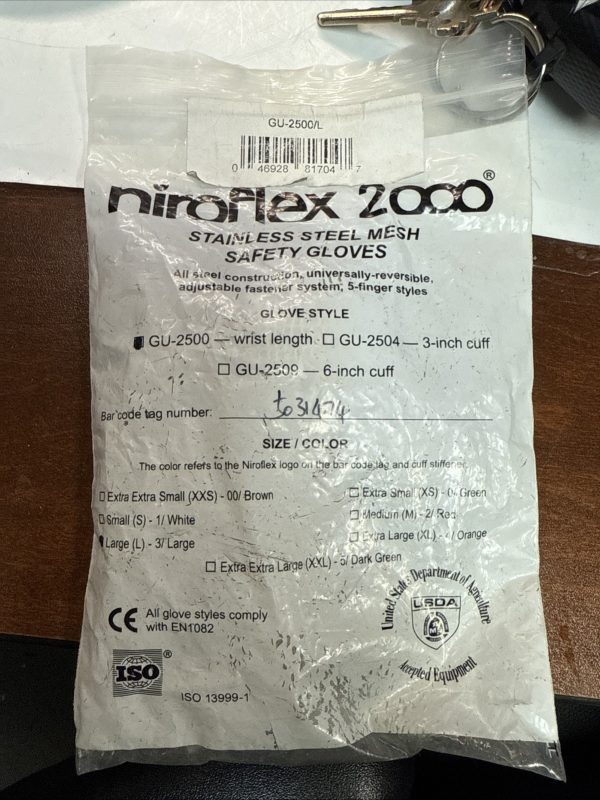 GU-2500/L
0 46928 81704 7
niroflex 2000®
STAINLESS STEEL MESH
SAFETY GLOVES
All steel construction, universally-reversible,
adjustable fastener system, 5-finger styles
GLOVE STYLE
GU-2500 — wrist length GU-2504 — 3-inch cuff
GU-2509 — 6-inch cuff
Bar code tag number:
SIZE / COLOR
The color refers to the Niroflex logo on the bar code tag and cuff stiffener.
Extra Extra Small (XXS) - 00/ Brown Extra Small (XS) - 0/ Green
Small (S) - 1/ White Medium (M) - 2/ Red
Large (L) - 3/ Large Extra Large (XL) - 4/ Orange
Extra Extra Large (XXL) - 5/ Dark Green
United States Department of Agriculture
USDA
Accepted Equipment
CE All glove styles comply
with EN1082
ISO®
ISO 13999-1